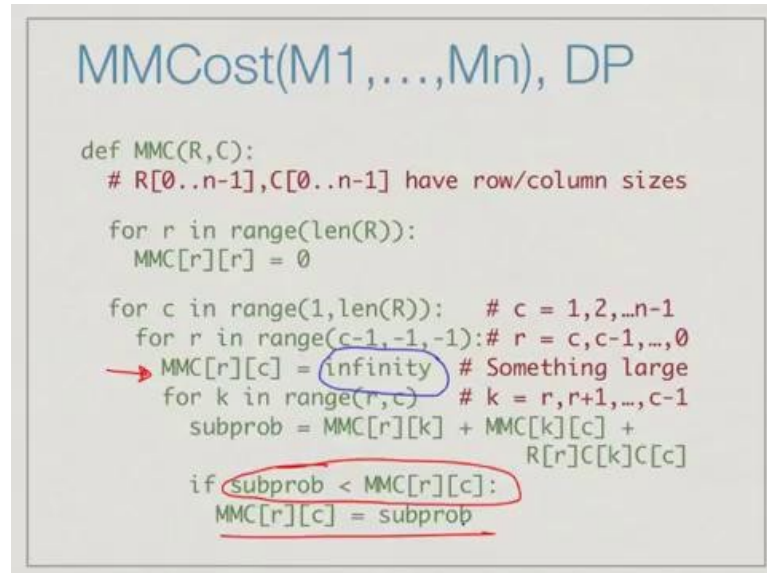 MMCost(M1,...,Mn), DP
def MMC(R,C):
# R[0..n-1],C[0..n-1] have row/column sizes
for r in range(len(R)):
MMC[r][r] = 0
for c in range(1,len(R)): # c = 1,2,…n-1
for r in range(c-1,-1,-1):# r = c,c-1,…,0
MMC[r][c] = infinity # Something large
for k in range(r,c) # k = r,r+1,…,c-1
subprob = MMC[r][k] + MMC[k][c] +
R[r]C[k]C[c]
if subprob < MMC[r][c]:
MMC[r][c] = subprob